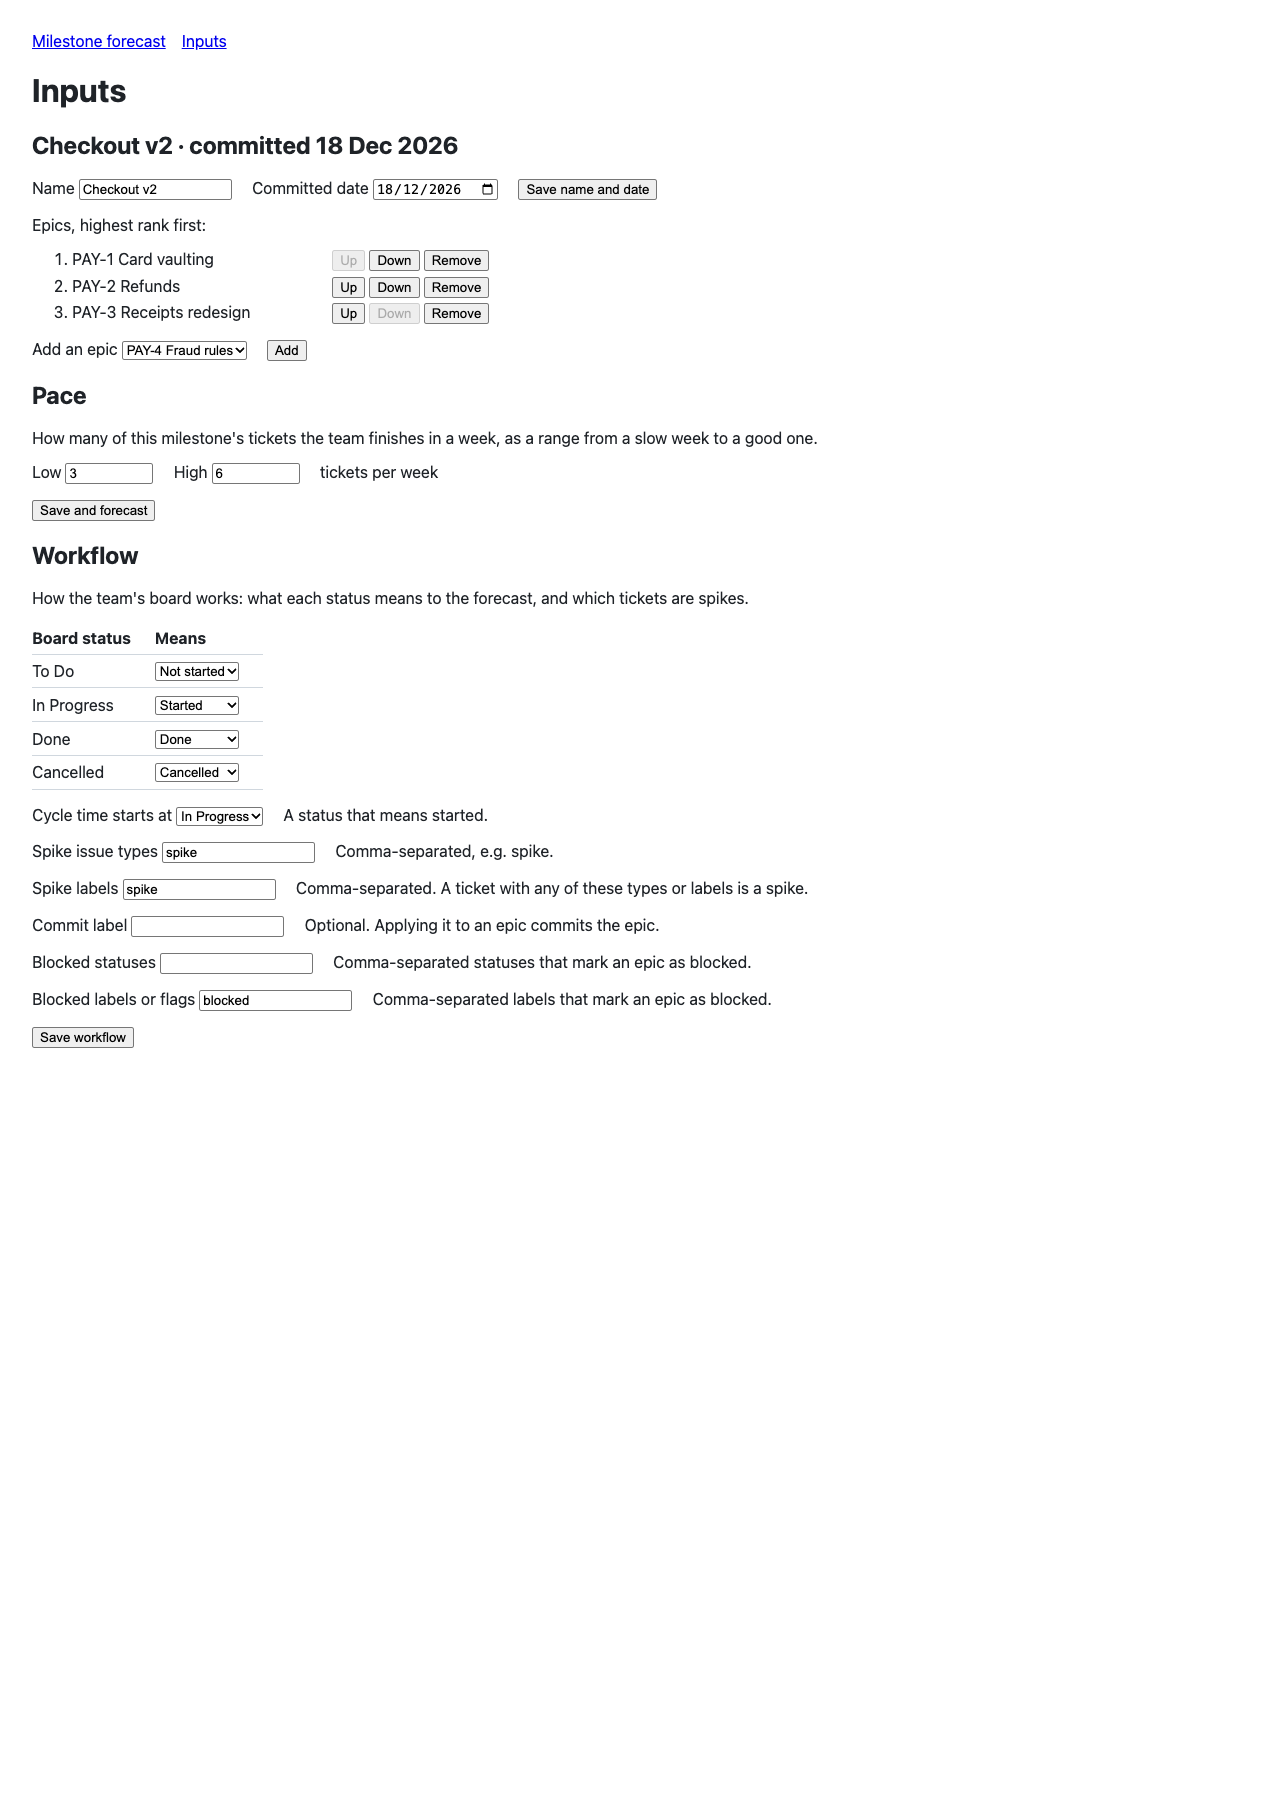 Milestone forecast Inputs
Inputs
Checkout v2 · committed 18 Dec 2026
Name Checkout v2 Committed date 18/12/2026 Save name and date
Epics, highest rank first:
1. PAY-1 Card vaulting Up Down Remove
2. PAY-2 Refunds Up Down Remove
3. PAY-3 Receipts redesign Up Down Remove
Add an epic PAY-4 Fraud rules Add
Pace
How many of this milestone's tickets the team finishes in a week, as a range from a slow week to a good one.
Low 3 High 6 tickets per week
Save and forecast
Workflow
How the team's board works: what each status means to the forecast, and which tickets are spikes.
Board status Means
To Do Not started
In Progress Started
Done Done
Cancelled Cancelled
Cycle time starts at In Progress A status that means started.
Spike issue types spike Comma-separated, e.g. spike.
Spike labels spike Comma-separated. A ticket with any of these types or labels is a spike.
Commit label Optional. Applying it to an epic commits the epic.
Blocked statuses Comma-separated statuses that mark an epic as blocked.
Blocked labels or flags blocked Comma-separated labels that mark an epic as blocked.
Save workflow